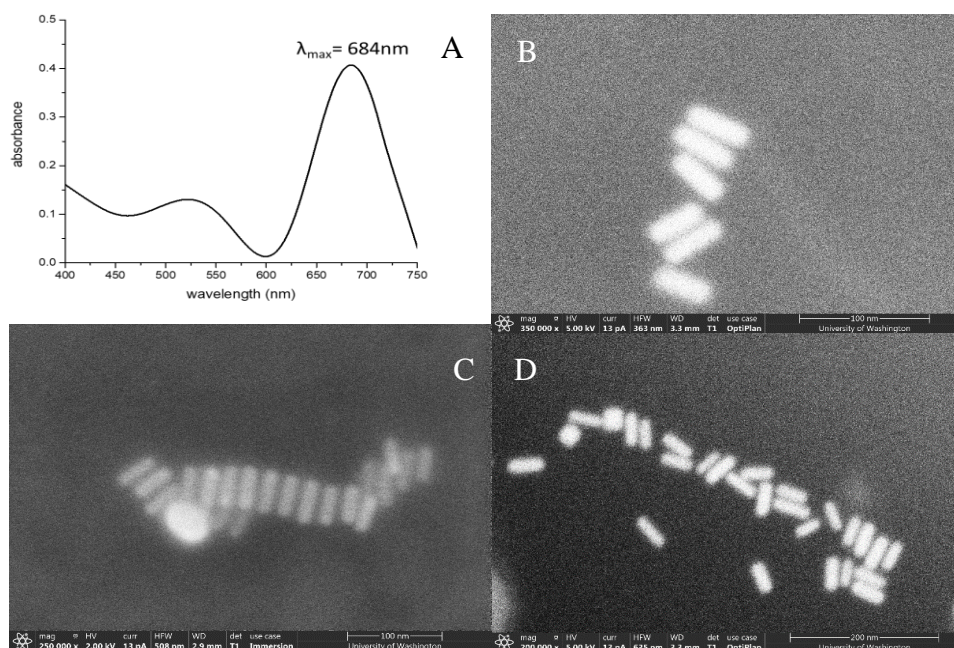 A
λmax= 684nm
absorbance
0.5
0.4
0.3
0.2
0.1
0.0
400 450 500 550 600 650 700 750
wavelength (nm)
B
mag HV curr HFW WD det use case
350 000 x 5.00 kV 13 pA 363 nm 3.3 mm T1 OptiPlan
100 nm
University of Washington
C
mag HV curr HFW WD det use case
250 000 x 2.00 kV 13 pA 508 nm 2.9 mm T1 Immersion
100 nm
University of Washington
D
mag HV curr HFW WD det use case
200 000 x 5.00 kV 13 pA 635 nm 3.3 mm T1 OptiPlan
200 nm
University of Washington